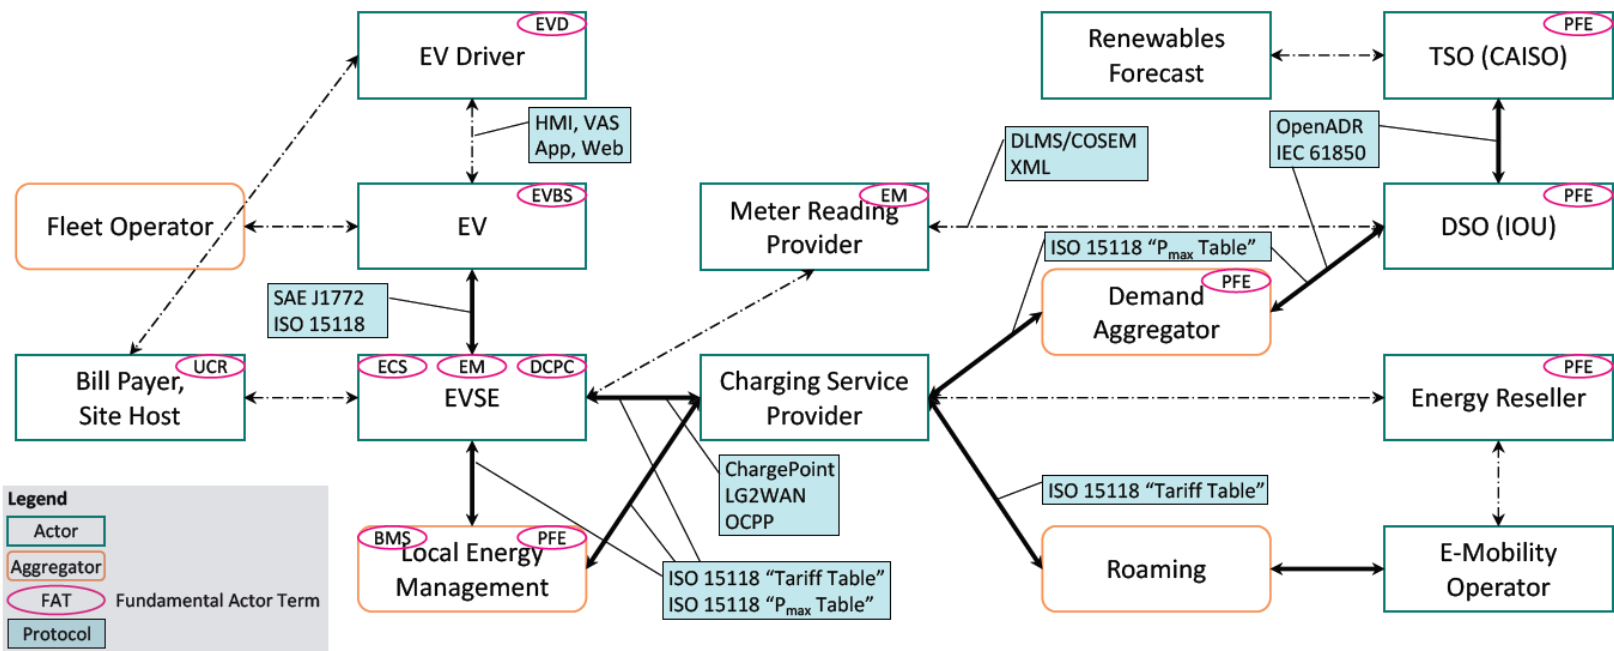 EVD
EV Driver
Renewables
Forecast
PFE
TSO (CAISO)
HMI, VAS
App, Web
DLMS/COSEM
XML
OpenADR
IEC 61850
Fleet Operator
EVBS
EV
EM
Meter Reading
Provider
PFE
DSO (IOU)
ISO 15118 “Pmax Table”
SAE J1772
ISO 15118
PFE
Demand
Aggregator
UCR
Bill Payer,
Site Host
ECS
EM
DCPC
EVSE
Charging Service
Provider
PFE
Energy Reseller
ChargePoint
LG2WAN
OCPP
ISO 15118 “Tariff Table”
BMS
PFE
Local Energy
Management
ISO 15118 “Tariff Table”
ISO 15118 “Pmax Table”
Roaming
E-Mobility
Operator
Legend
Actor
Aggregator
FAT
Fundamental Actor Term
Protocol